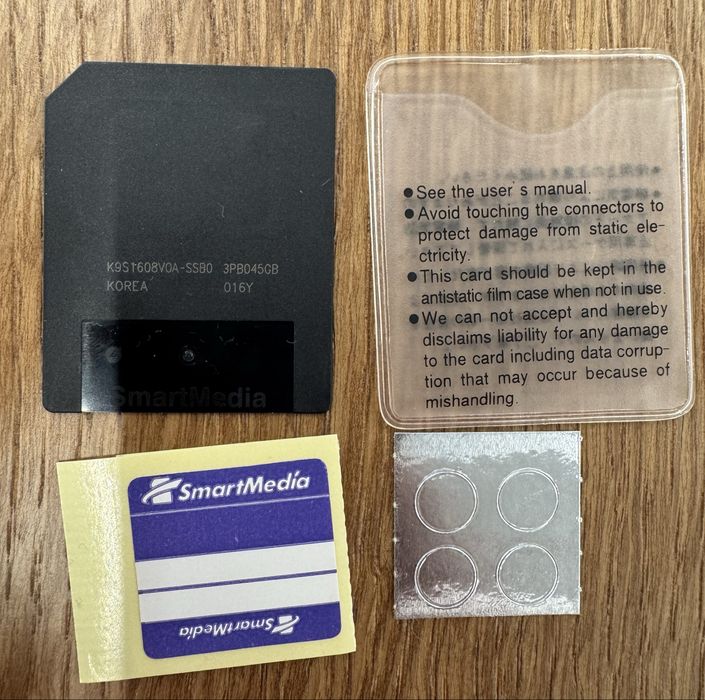 K9S1608V0A-SSB0 3PB045CB
KOREA 016Y
SmartMedia
● See the user's manual.
● Avoid touching the connectors to
protect damage from static ele-
ctricity.
● This card should be kept in the
antistatic film case when not in use.
● We can not accept and hereby
disclaims liability for any damage
to the card including data corrup-
tion that may occur because of
mishandling.
SmartMedia
SmartMedia